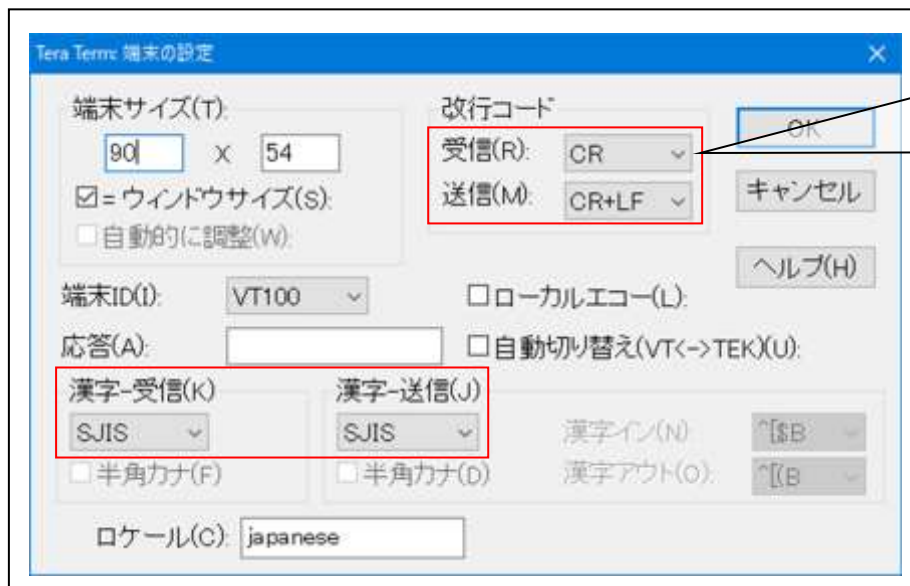 Tera Term: 端末の設定
端末サイズ(T):
90 X 54
=ウィンドウサイズ(S):
自動的に調整(W):
改行コード
受信(R): CR
送信(M): CR+LF
OK
キャンセル
ヘルプ(H)
端末ID(I): VT100
ローカルエコー(L):
応答(A):
自動切り替え(VT<->TEK)(U):
漢字-受信(K)
SJIS
半角カナ(F)
漢字-送信(J)
SJIS
半角カナ(D)
漢字イン(N): ^[$B
漢字アウト(O): ^[(B
ロケール(C): japanese